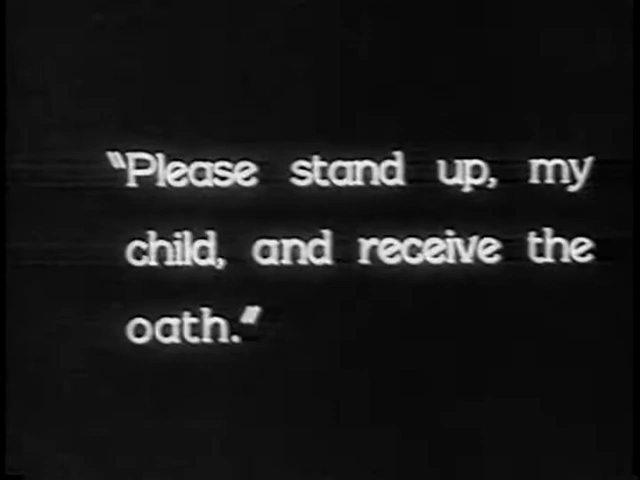 "Please stand up, my
child, and receive the
oath."